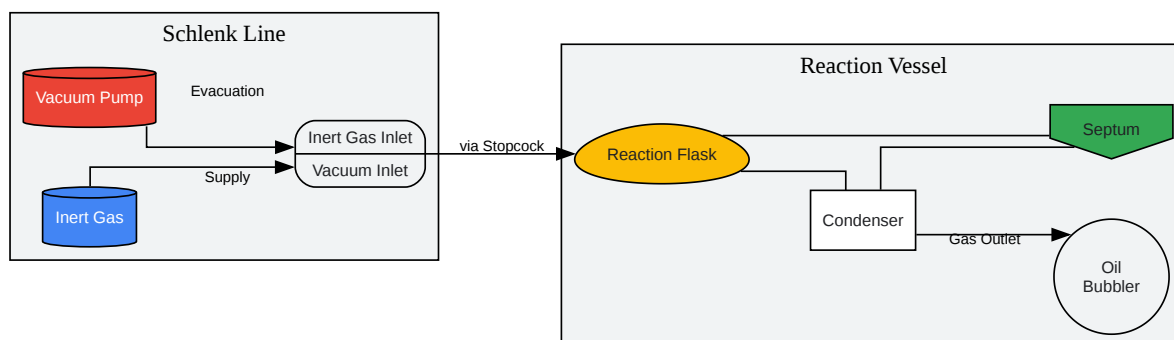 Schlenk Line
Vacuum Pump
Evacuation
Inert Gas Inlet
Vacuum Inlet
Supply
Inert Gas
via Stopcock
Reaction Vessel
Reaction Flask
Septum
Condenser
Gas Outlet
Oil
Bubbler